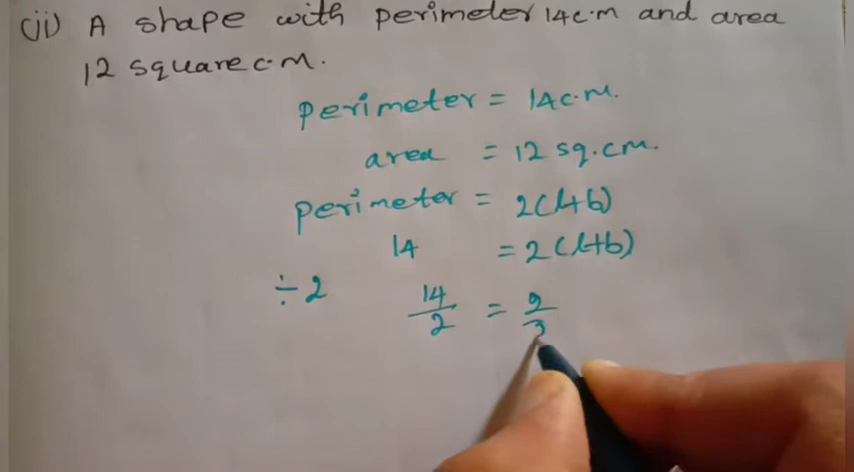 (ii) A shape with perimeter 14c.m and area
12 square c.m.
perimeter = 14c.m.
area = 12 sq.cm.
perimeter = 2(l+b)
14 = 2(l+b)
÷2 14/2 = 2/2